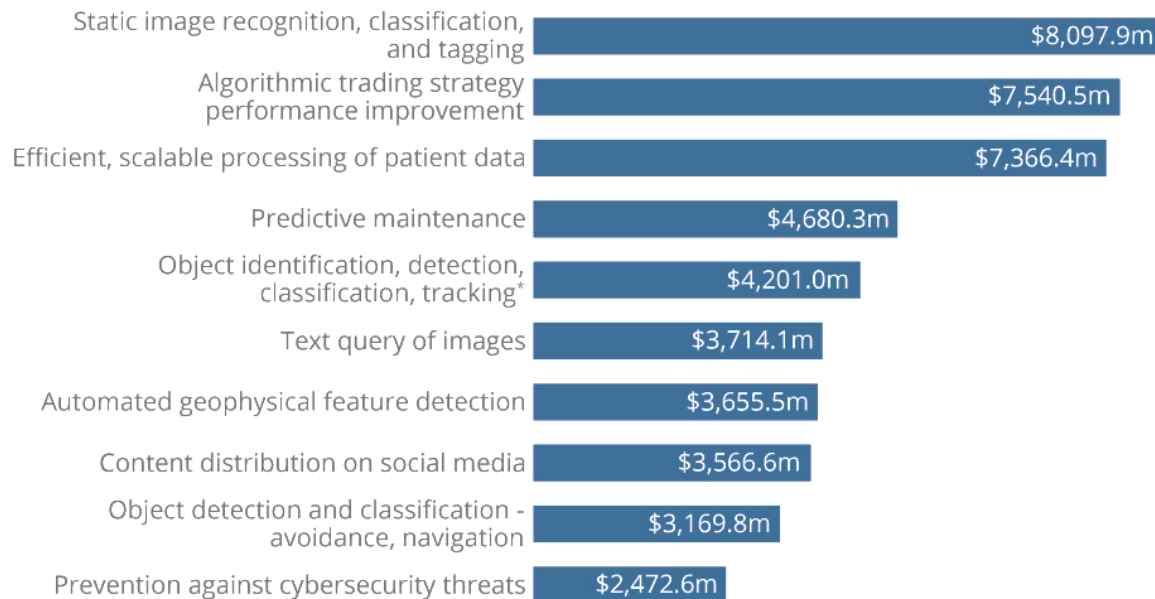 Static image recognition, classification,
and tagging
$8,097.9m
Algorithmic trading strategy
performance improvement
$7,540.5m
Efficient, scalable processing of patient data
$7,366.4m
Predictive maintenance
$4,680.3m
Object identification, detection,
classification, tracking*
$4,201.0m
Text query of images
$3,714.1m
Automated geophysical feature detection
$3,655.5m
Content distribution on social media
$3,566.6m
Object detection and classification -
avoidance, navigation
$3,169.8m
Prevention against cybersecurity threats
$2,472.6m